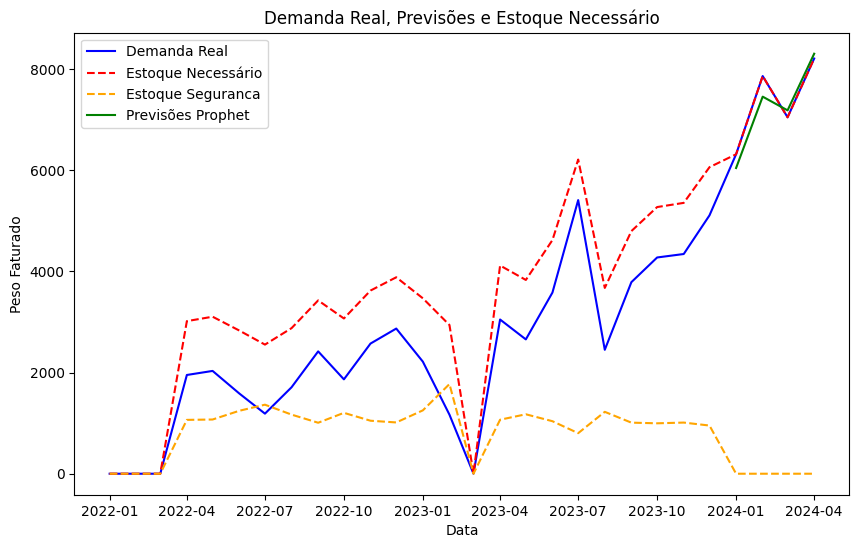 Demanda Real, Previsões e Estoque Necessário
Demanda Real
Estoque Necessário
Estoque Seguranca
Previsões Prophet
Peso Faturado
8000
6000
4000
2000
0
2022-01
2022-04
2022-07
2022-10
2023-01
2023-04
2023-07
2023-10
2024-01
2024-04
Data